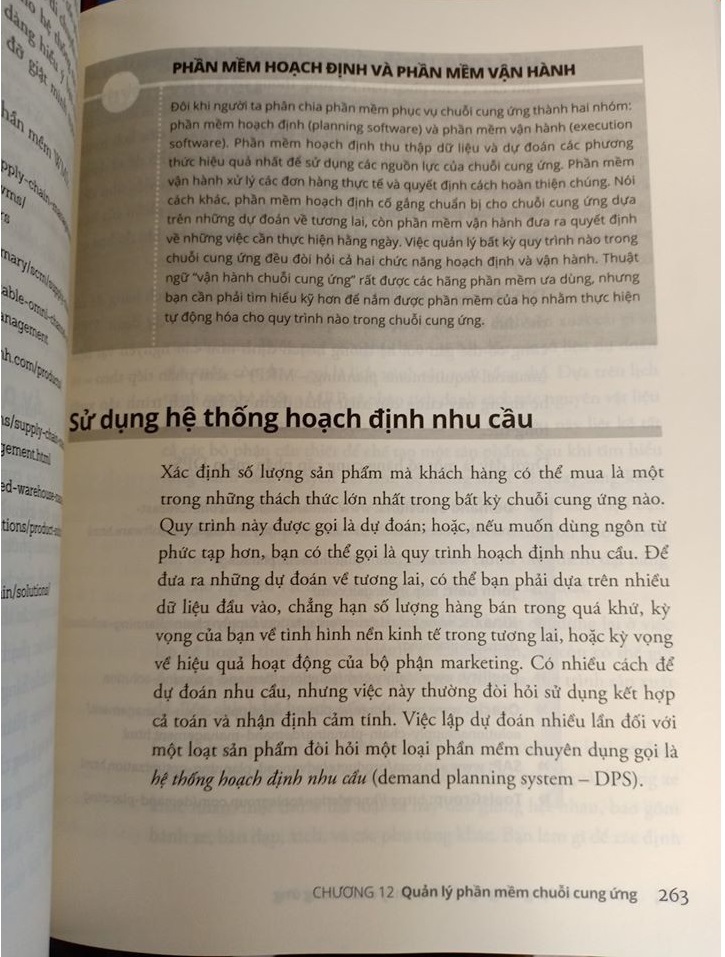 PHẦN MỀM HOẠCH ĐỊNH VÀ PHẦN MỀM VẬN HÀNH
Đôi khi người ta phân chia phần mềm phục vụ chuỗi cung ứng thành hai nhóm:
phần mềm hoạch định (planning software) và phần mềm vận hành (execution
software). Phần mềm hoạch định thu thập dữ liệu và dự đoán các phương
thức hiệu quả nhất để sử dụng các nguồn lực của chuỗi cung ứng. Phần mềm
vận hành xử lý các đơn hàng thực tế và quyết định cách hoàn thiện chúng. Nói
cách khác, phần mềm hoạch định cố gắng chuẩn bị cho chuỗi cung ứng dựa
trên những dự đoán về tương lai, còn phần mềm vận hành đưa ra quyết định
về những việc cần thực hiện hằng ngày. Việc quản lý bất kỳ quy trình nào trong
chuỗi cung ứng đều đòi hỏi cả hai chức năng hoạch định và vận hành. Thuật
ngữ “vận hành chuỗi cung ứng” rất được các hãng phần mềm ưa dùng, nhưng
bạn cần phải tìm hiểu kỹ hơn để nắm được phần mềm của họ nhằm thực hiện
tự động hóa cho quy trình nào trong chuỗi cung ứng.
Sử dụng hệ thống hoạch định nhu cầu
Xác định số lượng sản phẩm mà khách hàng có thể mua là một
trong những thách thức lớn nhất trong bất kỳ chuỗi cung ứng nào.
Quy trình này được gọi là dự đoán; hoặc, nếu muốn dùng ngôn từ
phức tạp hơn, bạn có thể gọi là quy trình hoạch định nhu cầu. Để
đưa ra những dự đoán về tương lai, có thể bạn phải dựa trên nhiều
dữ liệu đầu vào, chẳng hạn số lượng hàng bán trong quá khứ, kỳ
vọng của bạn về tình hình nền kinh tế trong tương lai, hoặc kỳ vọng
về hiệu quả hoạt động của bộ phận marketing. Có nhiều cách để
dự đoán nhu cầu, nhưng việc này thường đòi hỏi sử dụng kết hợp
cả toán và nhận định cảm tính. Việc lập dự đoán nhiều lần đối với
một loạt sản phẩm đòi hỏi một loại phần mềm chuyên dụng gọi là
hệ thống hoạch định nhu cầu (demand planning system – DPS).
CHƯƠNG 12 Quản lý phần mềm chuỗi cung ứng 263